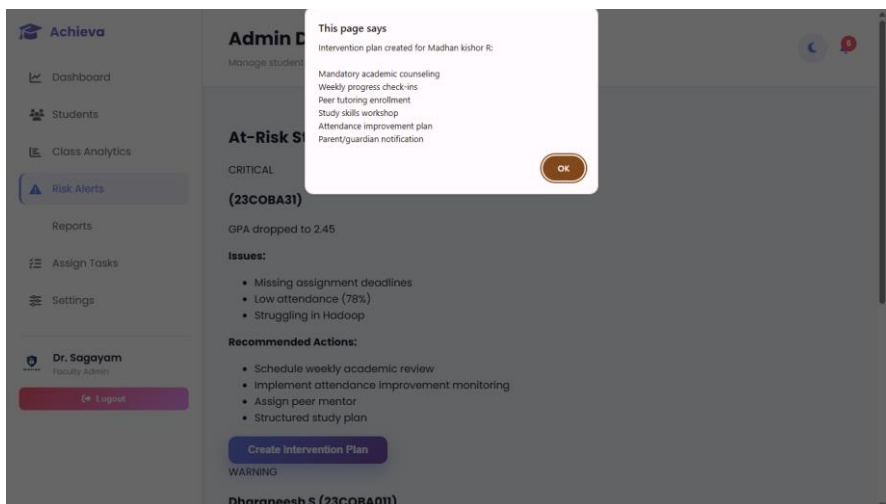 Achieva
Dashboard
Students
Class Analytics
Risk Alerts
Reports
Assign Tasks
Settings
Dr. Sagayam
Faculty Admin
Logout
Admin D
Manage student
This page says
Intervention plan created for Madhan kishor R:
Mandatory academic counseling
Weekly progress check-ins
Peer tutoring enrollment
Study skills workshop
Attendance improvement plan
Parent/guardian notification
OK
At-Risk St
CRITICAL
(23COBA31)
GPA dropped to 2.45
Issues:
Missing assignment deadlines
Low attendance (78%)
Struggling in Hadoop
Recommended Actions:
Schedule weekly academic review
Implement attendance improvement monitoring
Assign peer mentor
Structured study plan
Create Intervention Plan
WARNING
Dharaneesh S (23COBA011)